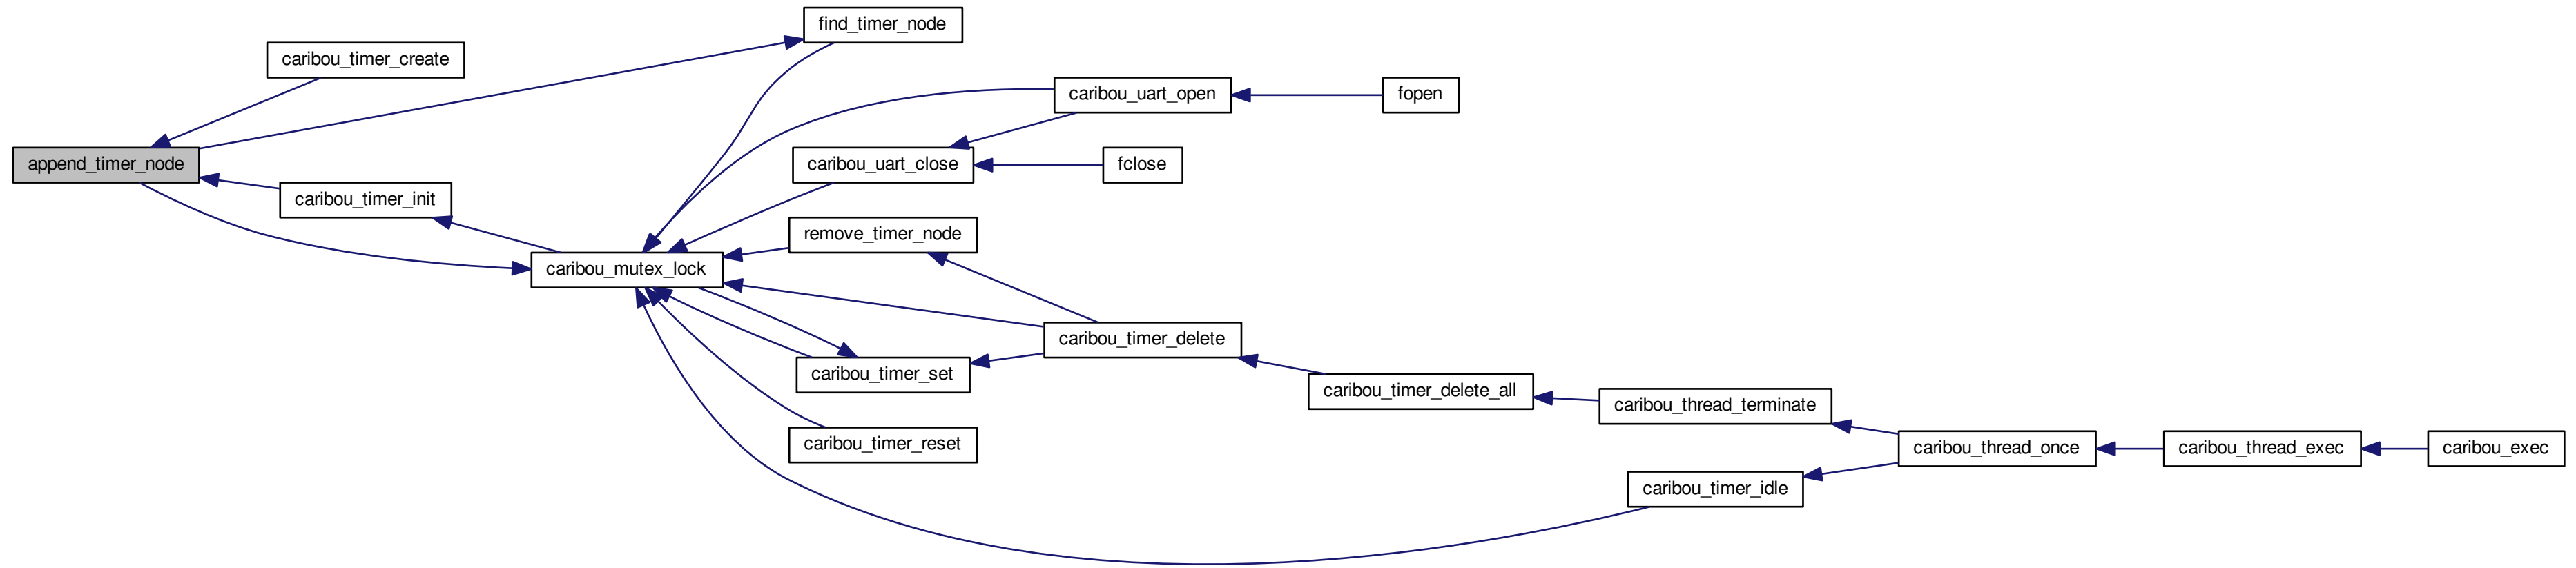 find_timer_node
caribou_timer_create
caribou_uart_open
fopen
append_timer_node
caribou_uart_close
fclose
caribou_timer_init
remove_timer_node
caribou_mutex_lock
caribou_timer_delete
caribou_timer_set
caribou_timer_delete_all
caribou_thread_terminate
caribou_timer_reset
caribou_thread_once
caribou_thread_exec
caribou_exec
caribou_timer_idle